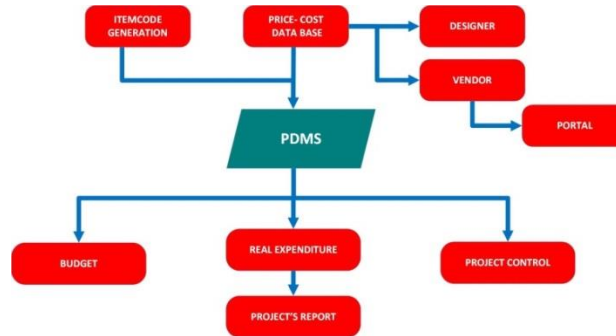 ITEMCODE
GENERATION
PRICE- COST
DATA BASE
DESIGNER
VENDOR
PORTAL
PDMS
BUDGET
REAL EXPENDITURE
PROJECT CONTROL
PROJECT'S REPORT